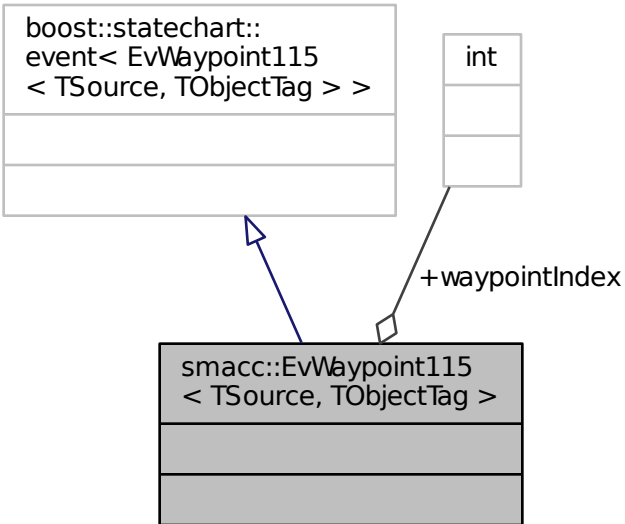 boost::statechart::
event< EvWaypoint115
< TSource, TObjectTag > >
int
+waypointIndex
smacc::EvWaypoint115
< TSource, TObjectTag >